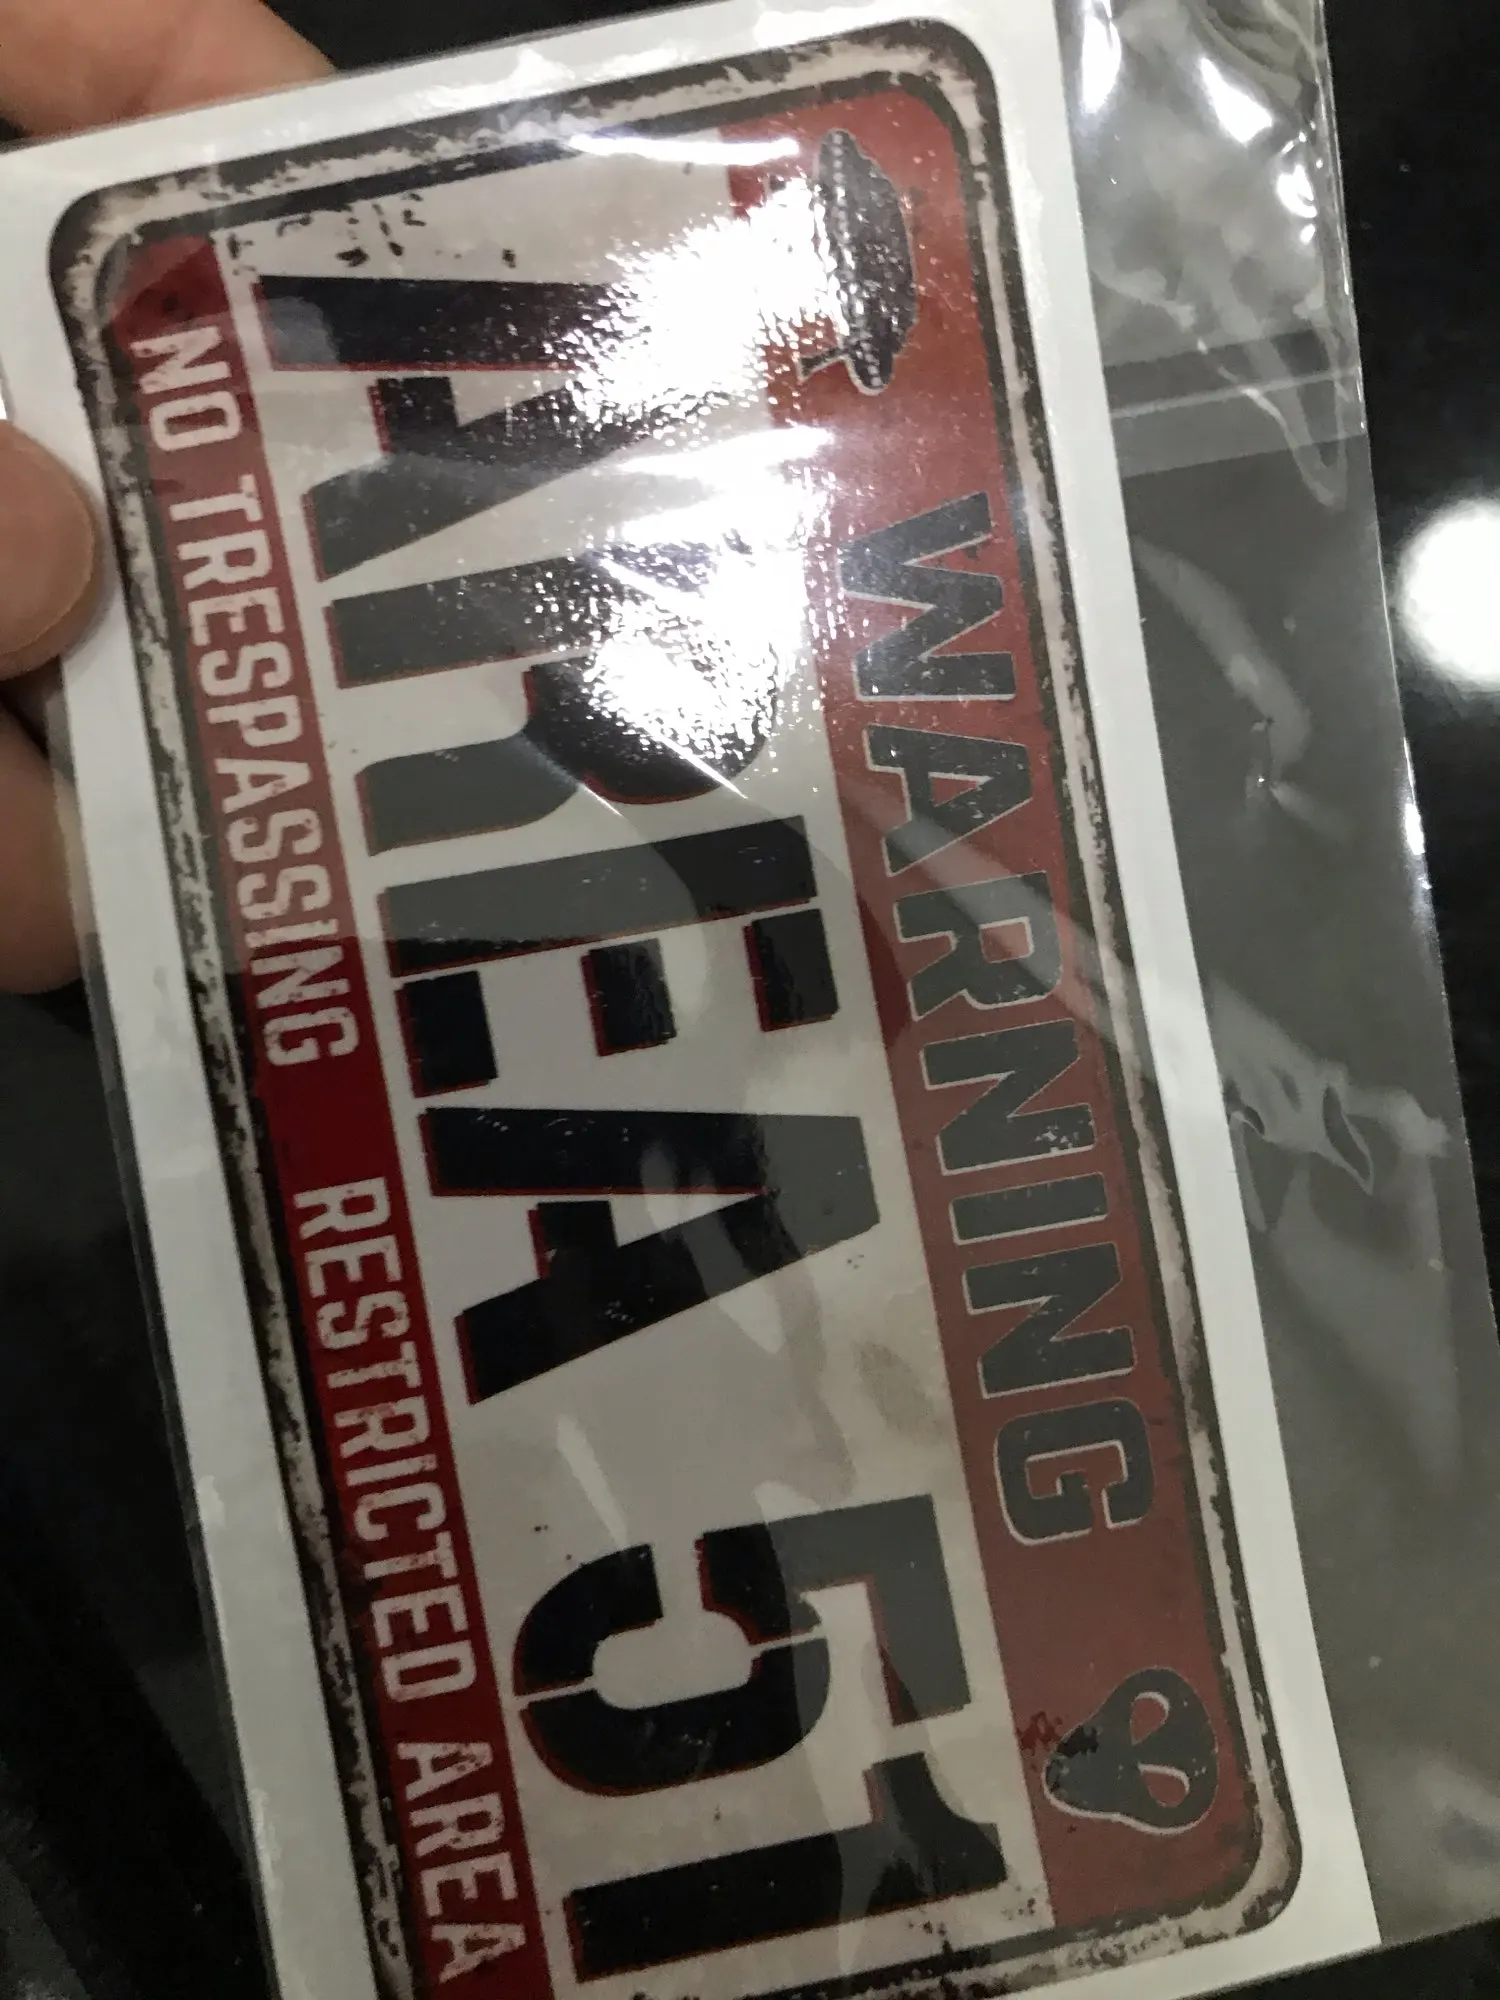 WARNING
AREA 51
NO TRESPASSING RESTRICTED AREA